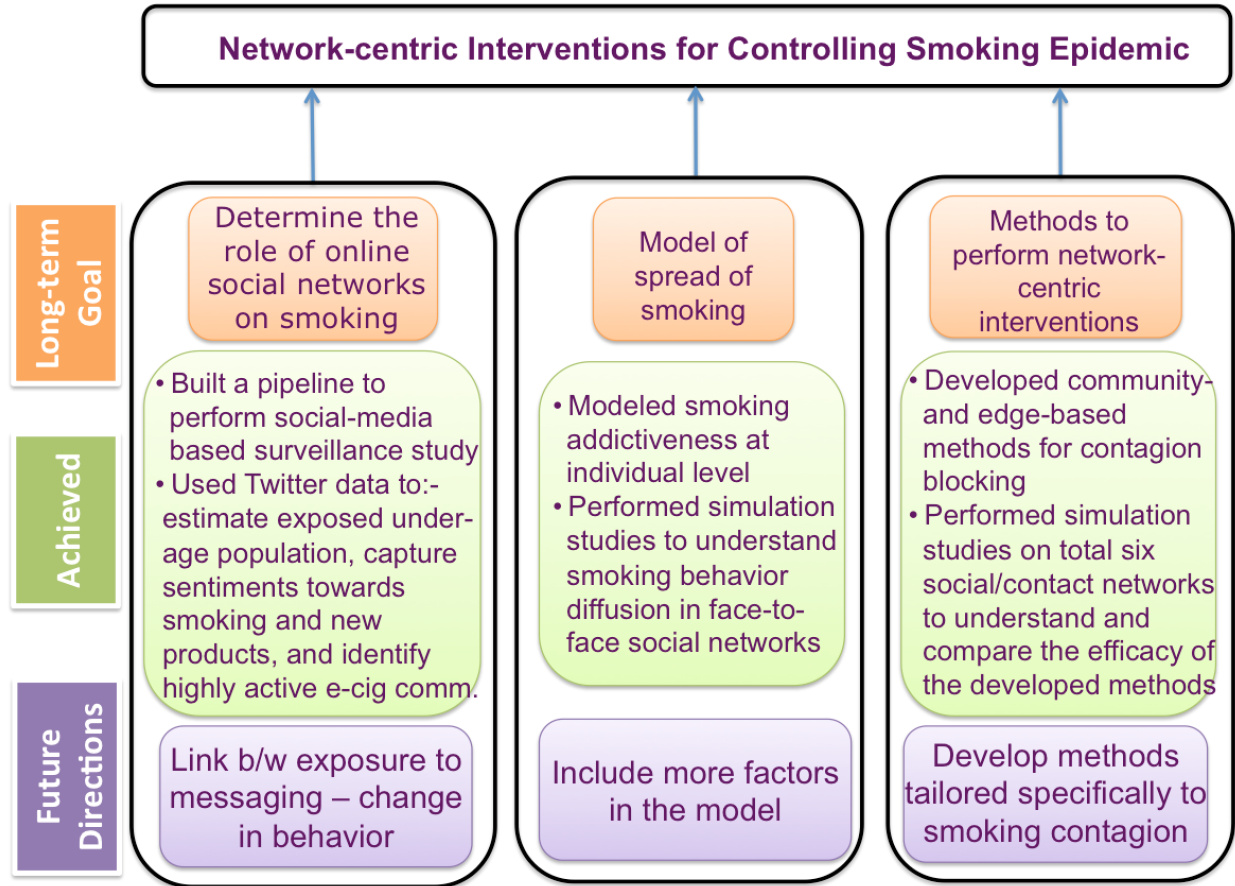 Network-centric Interventions for Controlling Smoking Epidemic
Long-term
Goal
Determine the
role of online
social networks
on smoking
Model of
spread of
smoking
Methods to
perform network-
centric
interventions
Achieved
• Built a pipeline to
perform social-media
based surveillance study
• Used Twitter data to:-
estimate exposed under-
age population, capture
sentiments towards
smoking and new
products, and identify
highly active e-cig comm.
• Modeled smoking
addictiveness at
individual level
• Performed simulation
studies to understand
smoking behavior
diffusion in face-to-
face social networks
• Developed community-
and edge-based
methods for contagion
blocking
• Performed simulation
studies on total six
social/contact networks
to understand and
compare the efficacy of
the developed methods
Future
Directions
Link b/w exposure to
messaging – change
in behavior
Include more factors
in the model
Develop methods
tailored specifically to
smoking contagion